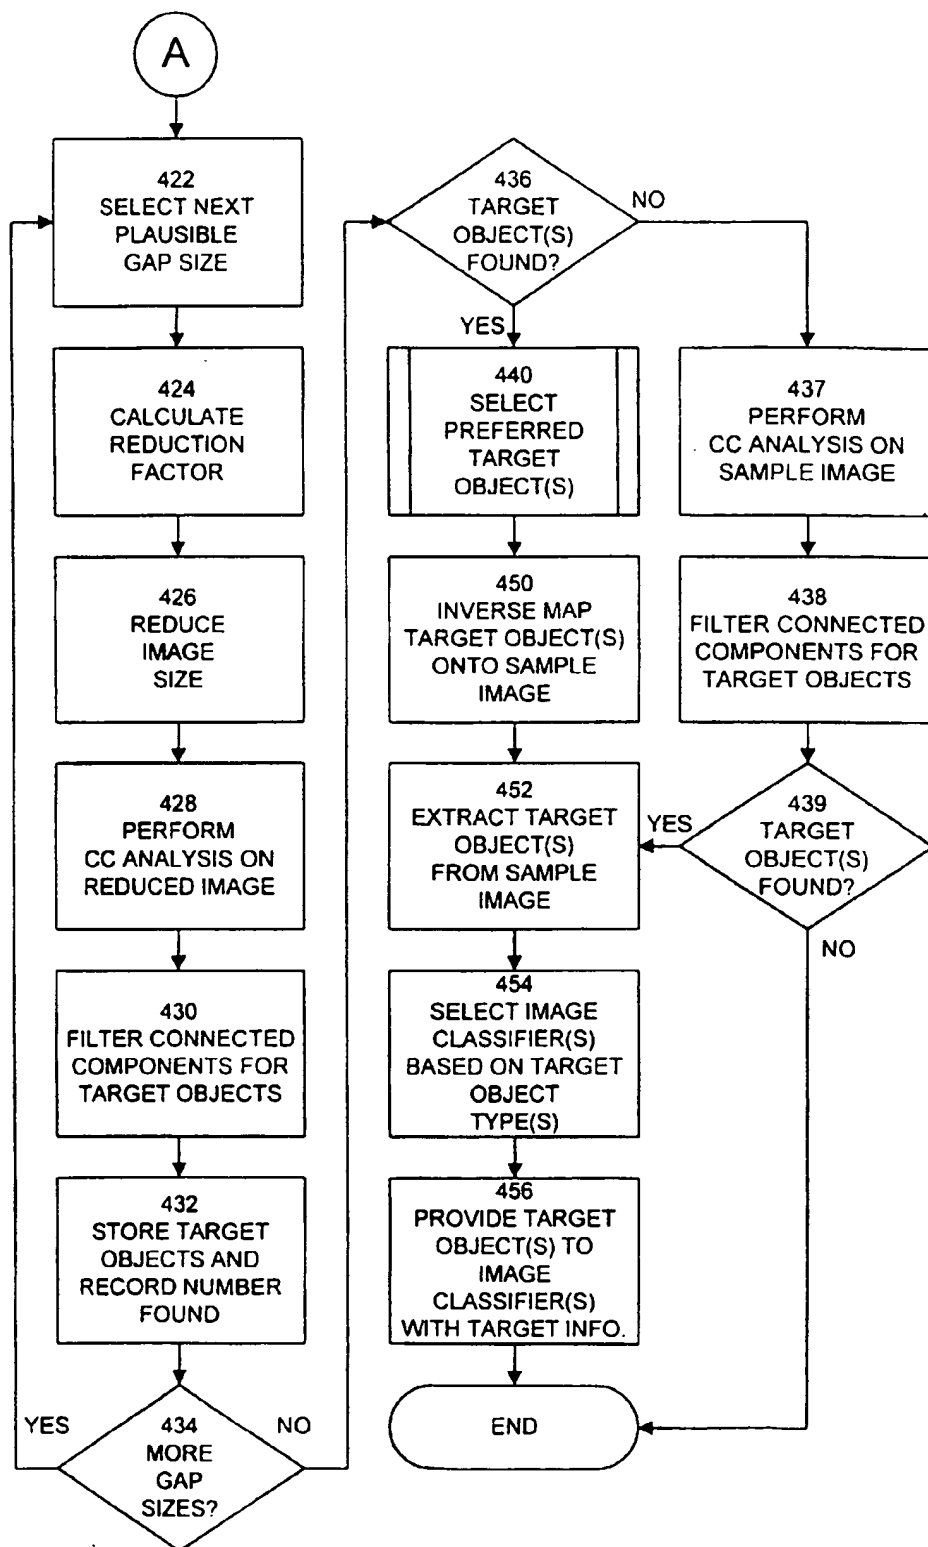 A
422
SELECT NEXT
PLAUSIBLE
GAP SIZE
424
CALCULATE
REDUCTION
FACTOR
426
REDUCE
IMAGE
SIZE
428
PERFORM
CC ANALYSIS ON
REDUCED IMAGE
430
FILTER CONNECTED
COMPONENTS FOR
TARGET OBJECTS
432
STORE TARGET
OBJECTS AND
RECORD NUMBER
FOUND
YES
434
MORE
GAP
SIZES?
NO
436
TARGET
OBJECT(S)
FOUND?
NO
YES
440
SELECT
PREFERRED
TARGET
OBJECT(S)
450
INVERSE MAP
TARGET OBJECT(S)
ONTO SAMPLE
IMAGE
452
EXTRACT TARGET
OBJECT(S)
FROM SAMPLE
IMAGE
454
SELECT IMAGE
CLASSIFIER(S)
BASED ON TARGET
OBJECT
TYPE(S)
456
PROVIDE TARGET
OBJECT(S) TO
IMAGE
CLASSIFIER(S)
WITH TARGET INFO.
END
437
PERFORM
CC ANALYSIS ON
SAMPLE IMAGE
438
FILTER CONNECTED
COMPONENTS FOR
TARGET OBJECTS
YES
439
TARGET
OBJECT(S)
FOUND?
NO